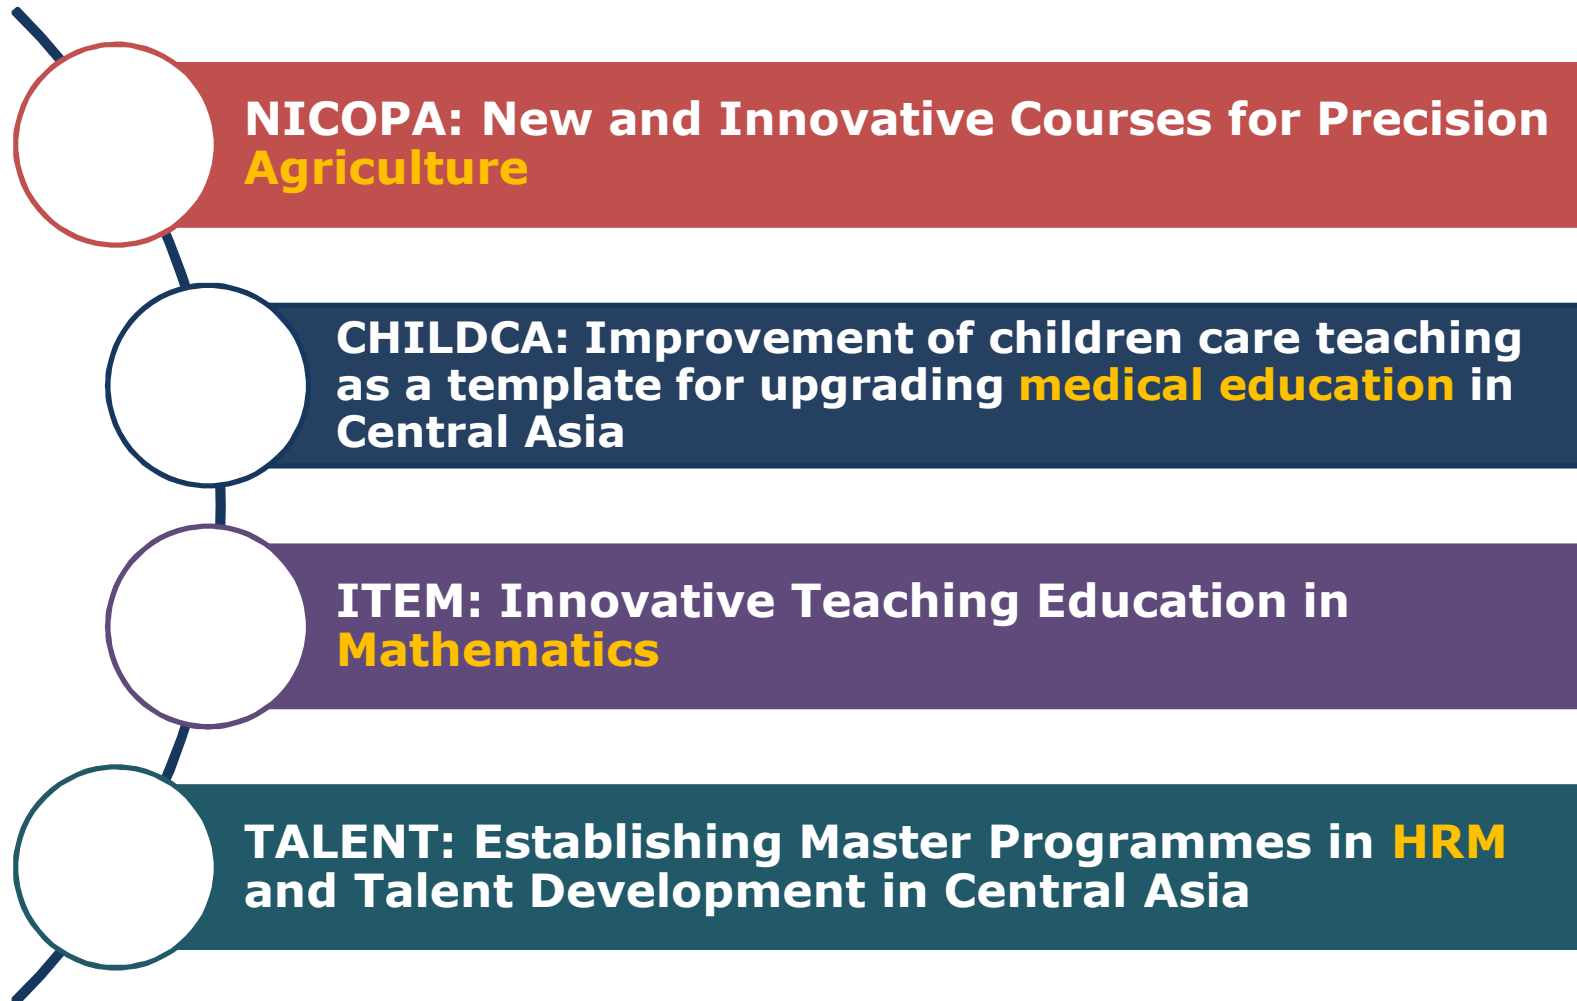 NICOPA: New and Innovative Courses for Precision
Agriculture
CHILDCA: Improvement of children care teaching
as a template for upgrading medical education in
Central Asia
ITEM: Innovative Teaching Education in
Mathematics
TALENT: Establishing Master Programmes in HRM
and Talent Development in Central Asia